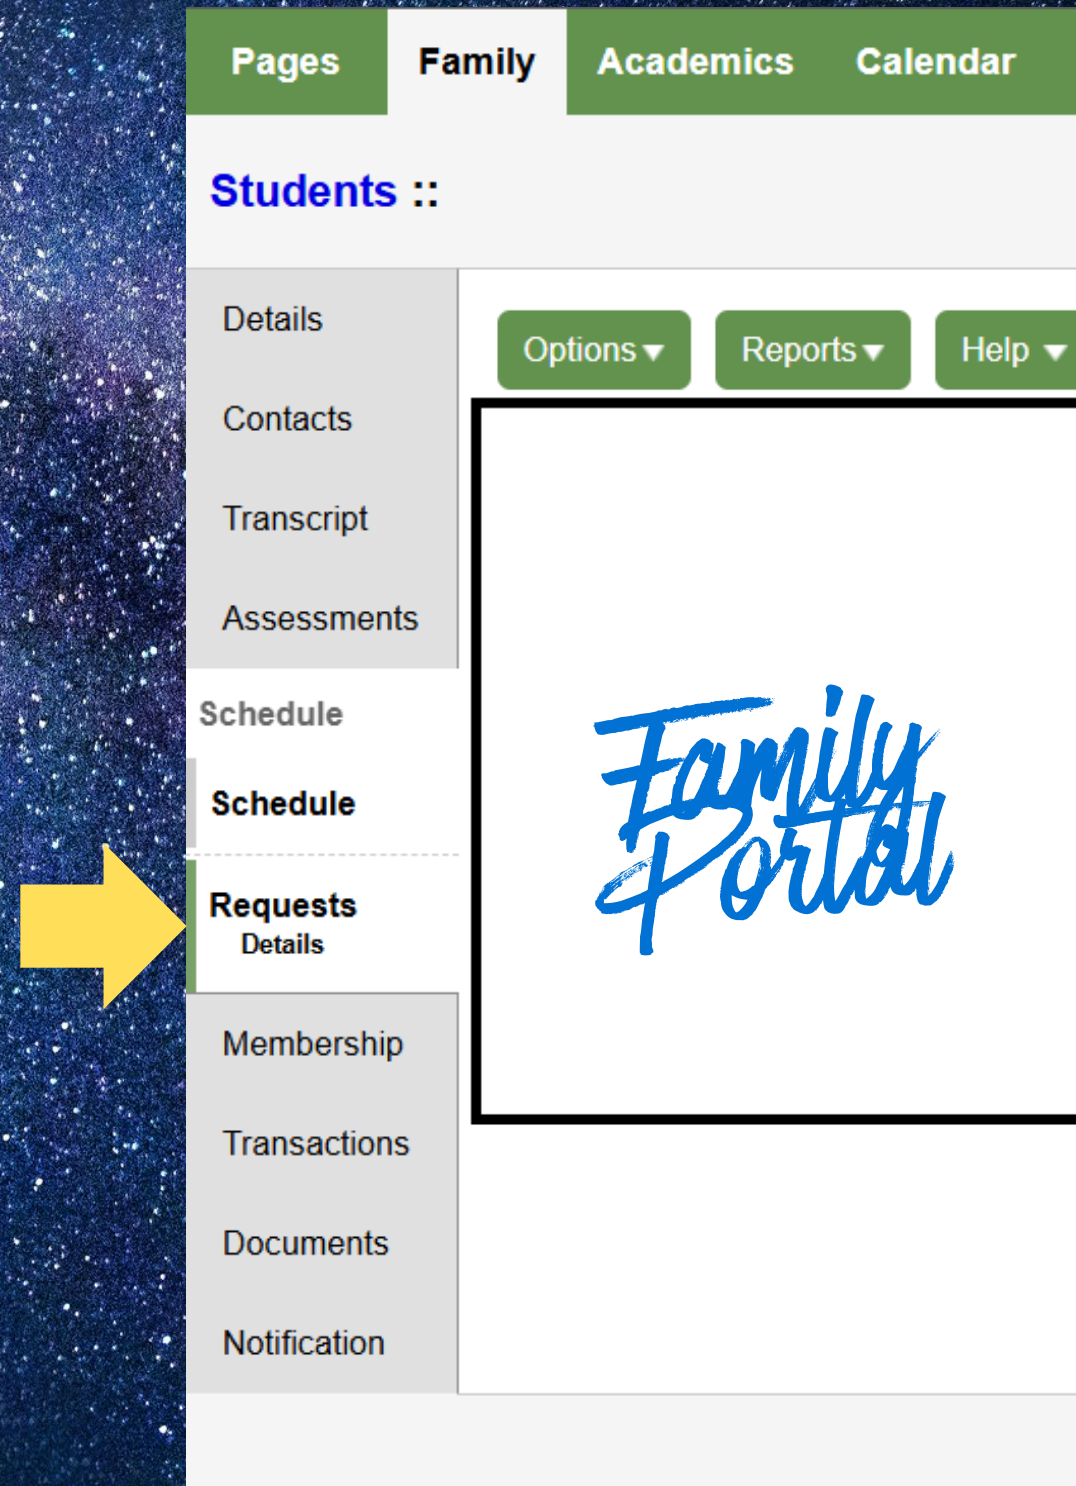 Pages Family Academics Calendar
Students ::
Details
Options Reports Help
Contacts
Transcript
Assessments
Schedule
Schedule
Requests
Details
Membership
Transactions
Documents
Notification
Family
Portal